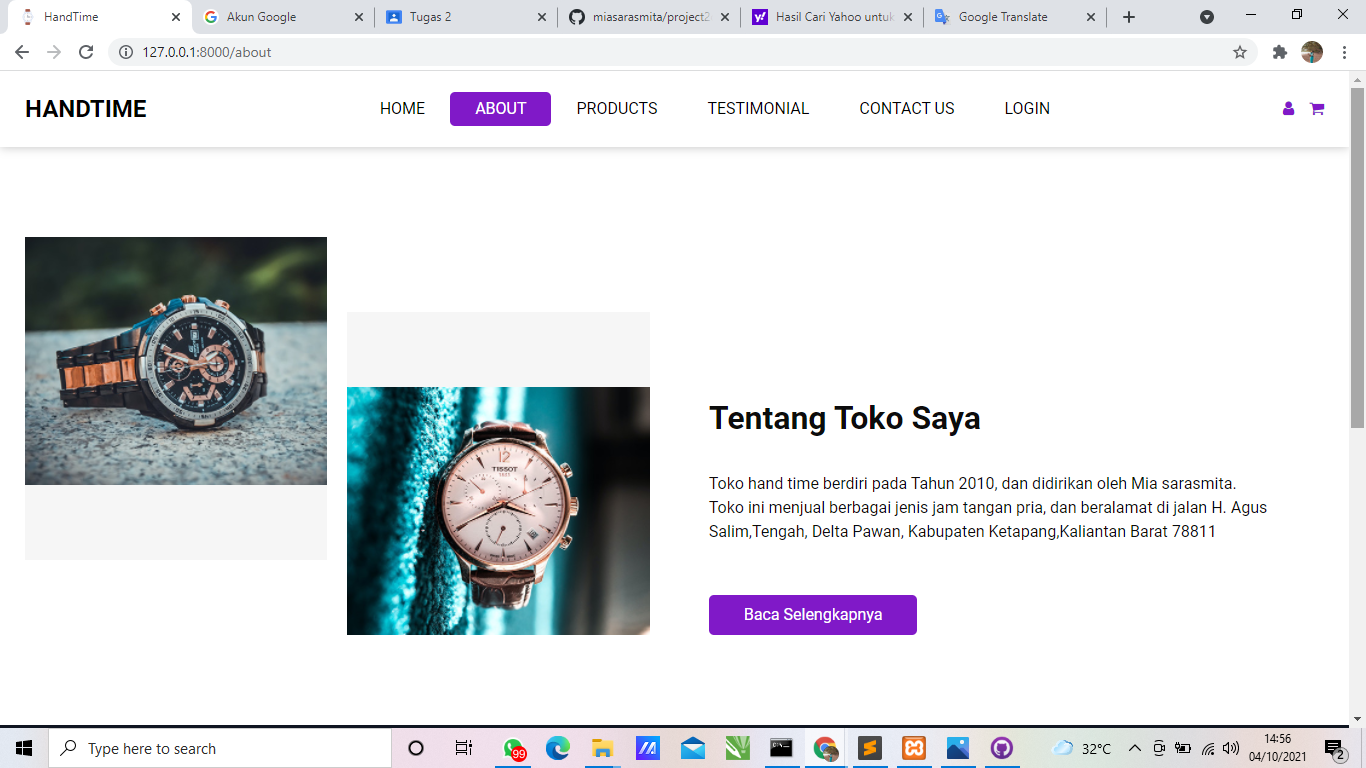 HandTime
Akun Google
Tugas 2
miasarasmita/project2
Hasil Cari Yahoo untuk
Google Translate
127.0.0.1:8000/about
HANDTIME
HOME
ABOUT
PRODUCTS
TESTIMONIAL
CONTACT US
LOGIN
TISSOT
Tentang Toko Saya
Toko hand time berdiri pada Tahun 2010, dan didirikan oleh Mia sarasmita.
Toko ini menjual berbagai jenis jam tangan pria, dan beralamat di jalan H. Agus
Salim,Tengah, Delta Pawan, Kabupaten Ketapang,Kaliantan Barat 78811
Baca Selengkapnya
Type here to search
99
32°C
14:56
04/10/2021
2